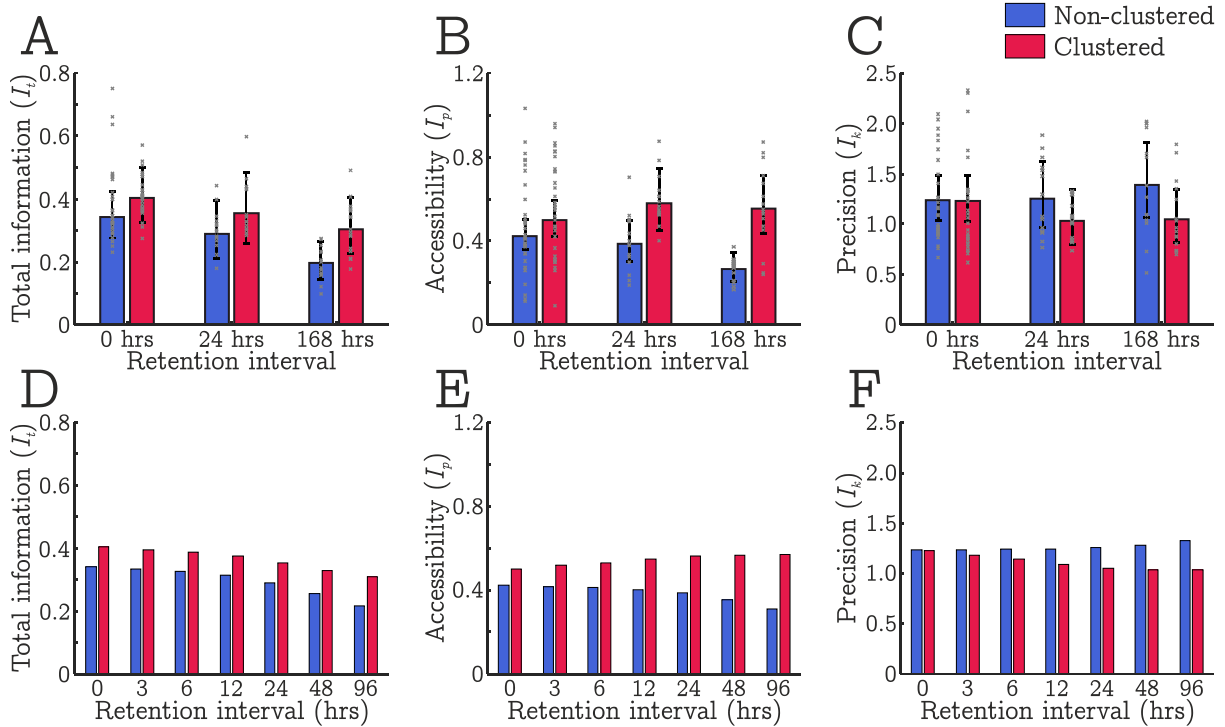 Non-clustered
Clustered
A
Total information (I_t)
0.8
0.6
0.4
0.2
0
0 hrs 24 hrs 168 hrs
Retention interval
B
Accessibility (I_p)
1.2
0.8
0.4
0
0 hrs 24 hrs 168 hrs
Retention interval
C
Precision (I_k)
2.5
2.0
1.5
1.0
0.5
0
0 hrs 24 hrs 168 hrs
Retention interval
D
Total information (I_t)
0.8
0.6
0.4
0.2
0
0 3 6 12 24 48 96
Retention interval (hrs)
E
Accessibility (I_p)
1.2
0.8
0.4
0
0 3 6 12 24 48 96
Retention interval (hrs)
F
Precision (I_k)
2.5
2.0
1.5
1.0
0.5
0
0 3 6 12 24 48 96
Retention interval (hrs)